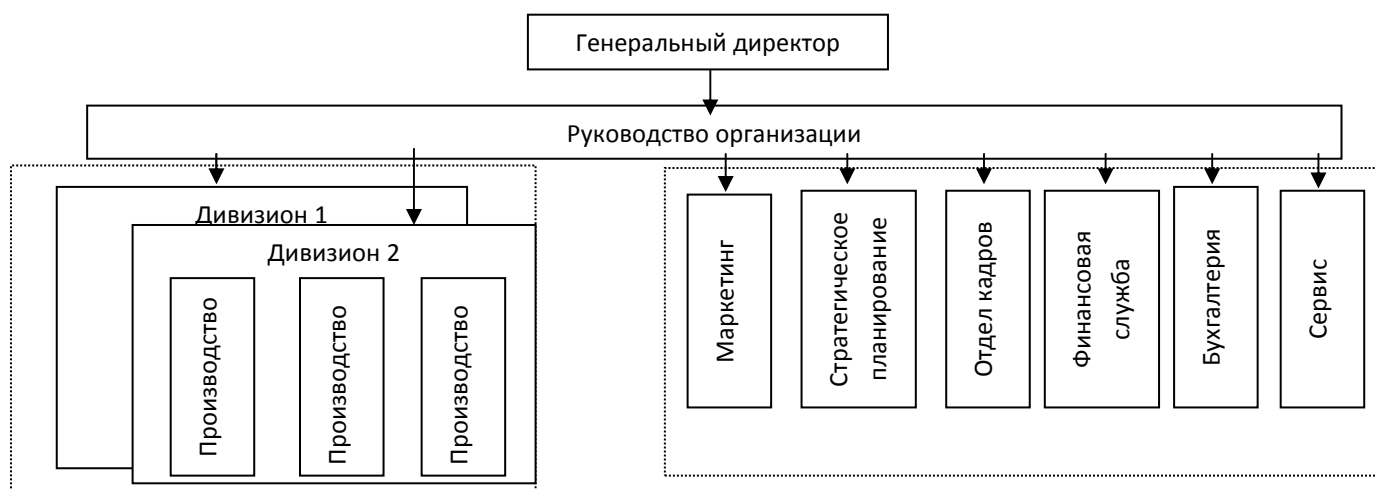 Генеральный директор
Руководство организации
Дивизион 1
Дивизион 2
Производство
Производство
Производство
Маркетинг
Стратегическое
планирование
Отдел кадров
Финансовая
служба
Бухгалтерия
Сервис